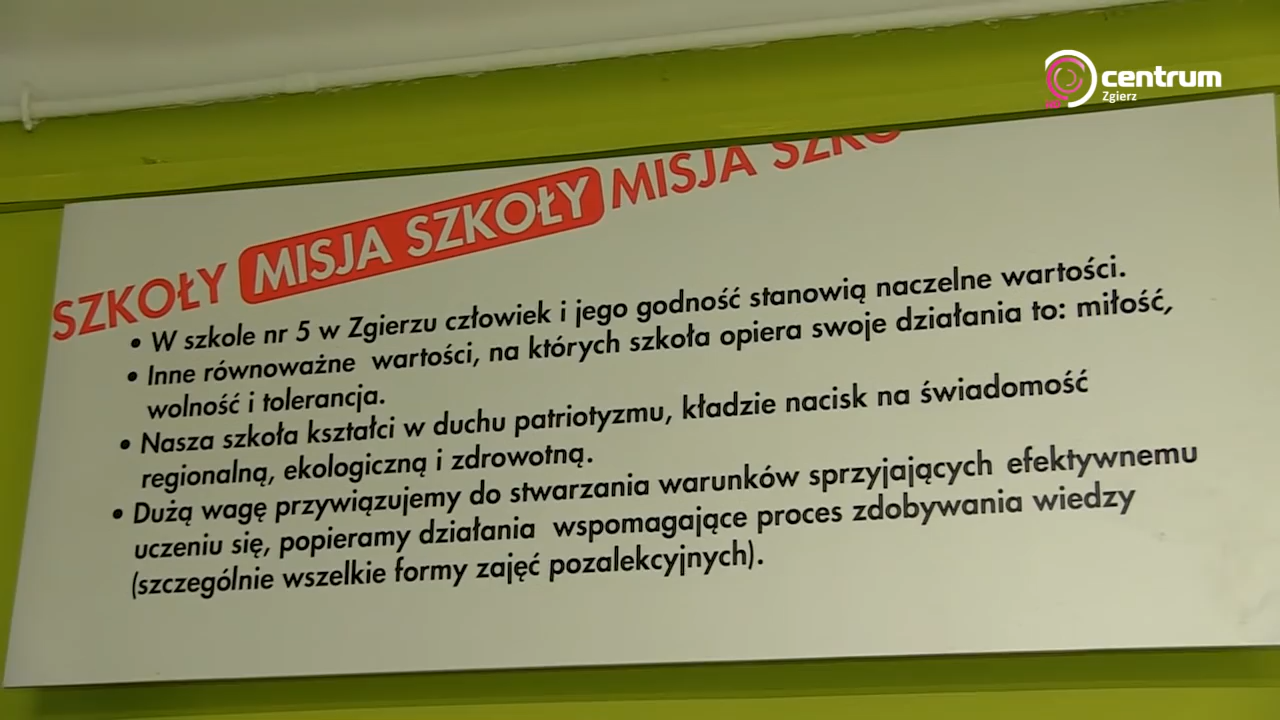 centrum
Zgierz
SZKOŁY MISJA SZKOŁY MISJA SZKO
• W szkole nr 5 w Zgierzu człowiek i jego godność stanowią naczelne wartości.
• Inne równoważne wartości, na których szkoła opiera swoje działania to: miłość,
wolność i tolerancja.
• Nasza szkoła kształci w duchu patriotyzmu, kładzie nacisk na świadomość
regionalną, ekologiczną i zdrowotną.
• Dużą wagę przywiązujemy do stwarzania warunków sprzyjających efektywnemu
uczeniu się, popieramy działania wspomagające proces zdobywania wiedzy
(szczególnie wszelkie formy zajęć pozalekcyjnych).